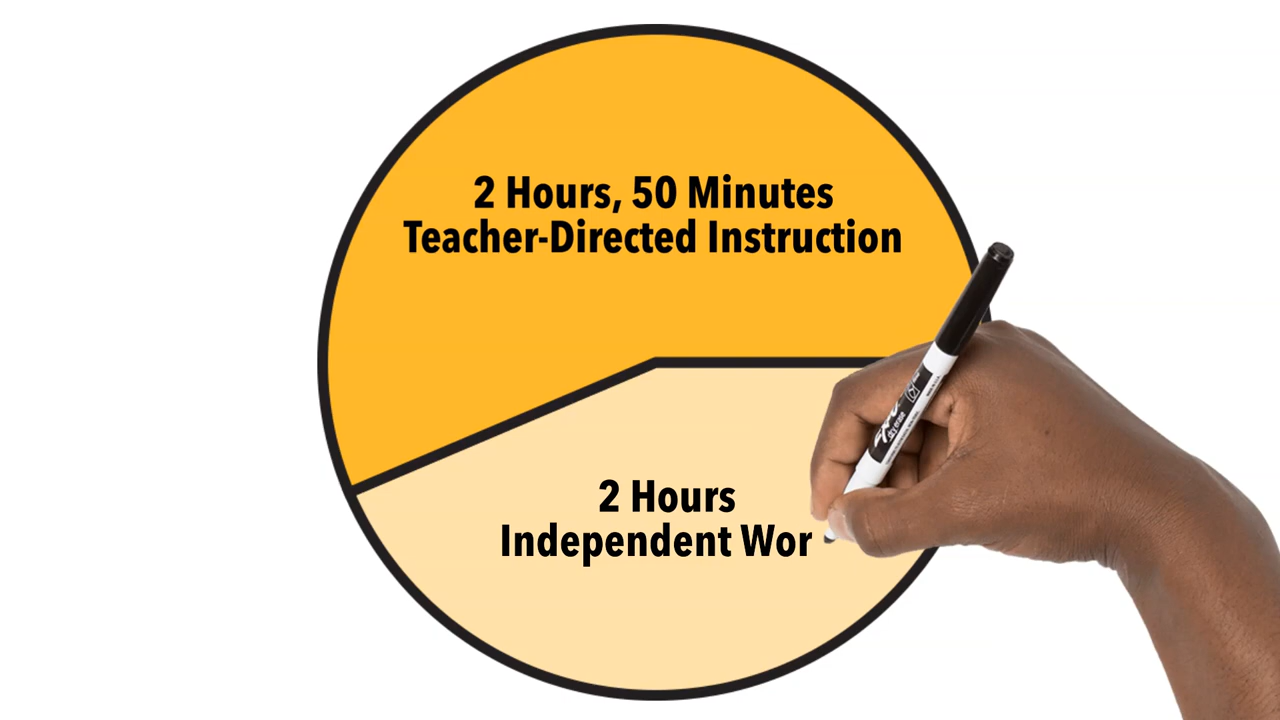 2 Hours, 50 Minutes
Teacher-Directed Instruction
2 Hours
Independent Wor